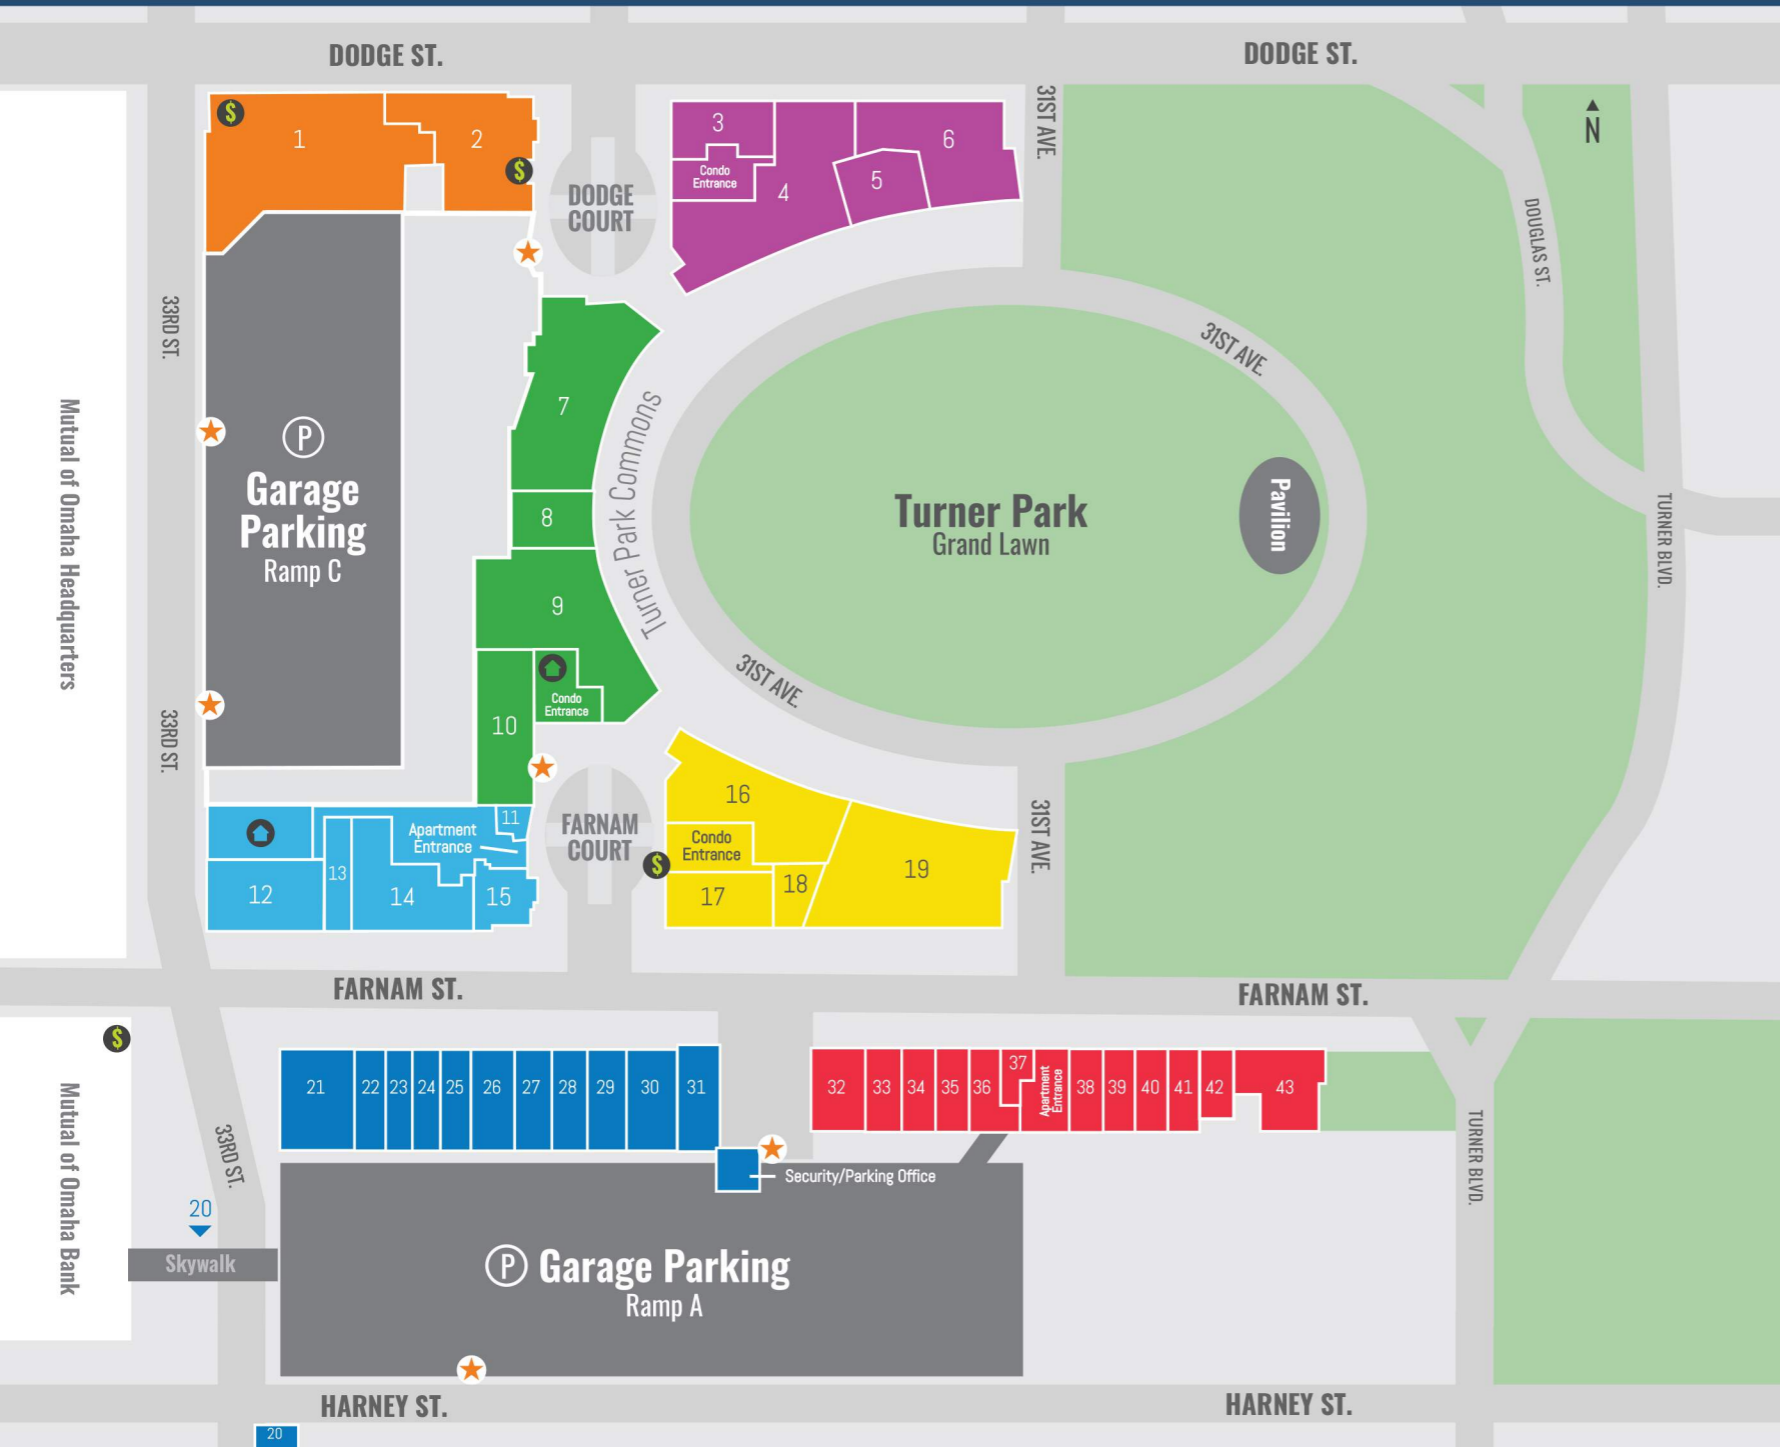 DODGE ST.
DODGE ST.
31ST AVE.
N
$
1
2
$
3
Condo
Entrance
4
5
6
DODGE
COURT
DOUGLAS ST.
33RD ST.
31ST AVE.
7
Turner Park Commons
Mutual of Omaha Headquarters
P
Garage
Parking
Ramp C
8
Turner Park
Grand Lawn
Pavilion
TURNER BLVD.
9
Condo
Entrance
10
31ST AVE.
33RD ST.
11
Apartment
Entrance
12
13
14
15
FARNAM
COURT
$
16
Condo
Entrance
17
18
19
31ST AVE.
FARNAM ST.
FARNAM ST.
$
21
22
23
24
25
26
27
28
29
30
31
32
33
34
35
36
37
Apartment
Entrance
38
39
40
41
42
43
Mutual of Omaha Bank
33RD ST.
TURNER BLVD.
Security/Parking Office
20
Skywalk
P
Garage Parking
Ramp A
HARNEY ST.
HARNEY ST.
20